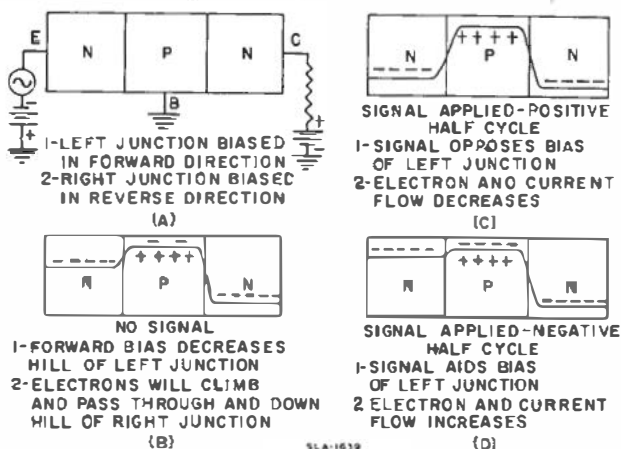 E N P N C
B
1-LEFT JUNCTION BIASED
IN FORWARD DIRECTION
2-RIGHT JUNCTION BIASED
IN REVERSE DIRECTION
(A)
N P N
SIGNAL APPLIED-POSITIVE
HALF CYCLE
1-SIGNAL OPPOSES BIAS
OF LEFT JUNCTION
2-ELECTRON AND CURRENT
FLOW DECREASES
(C)
N P N
NO SIGNAL
1-FORWARD BIAS DECREASES
HILL OF LEFT JUNCTION
2-ELECTRONS WILL CLIMB
AND PASS THROUGH AND DOWN
HILL OF RIGHT JUNCTION
(B)
N P N
SIGNAL APPLIED-NEGATIVE
HALF CYCLE
1-SIGNAL AIDS BIAS
OF LEFT JUNCTION
2 ELECTRON AND CURRENT
FLOW INCREASES
(D)
SLA-1639